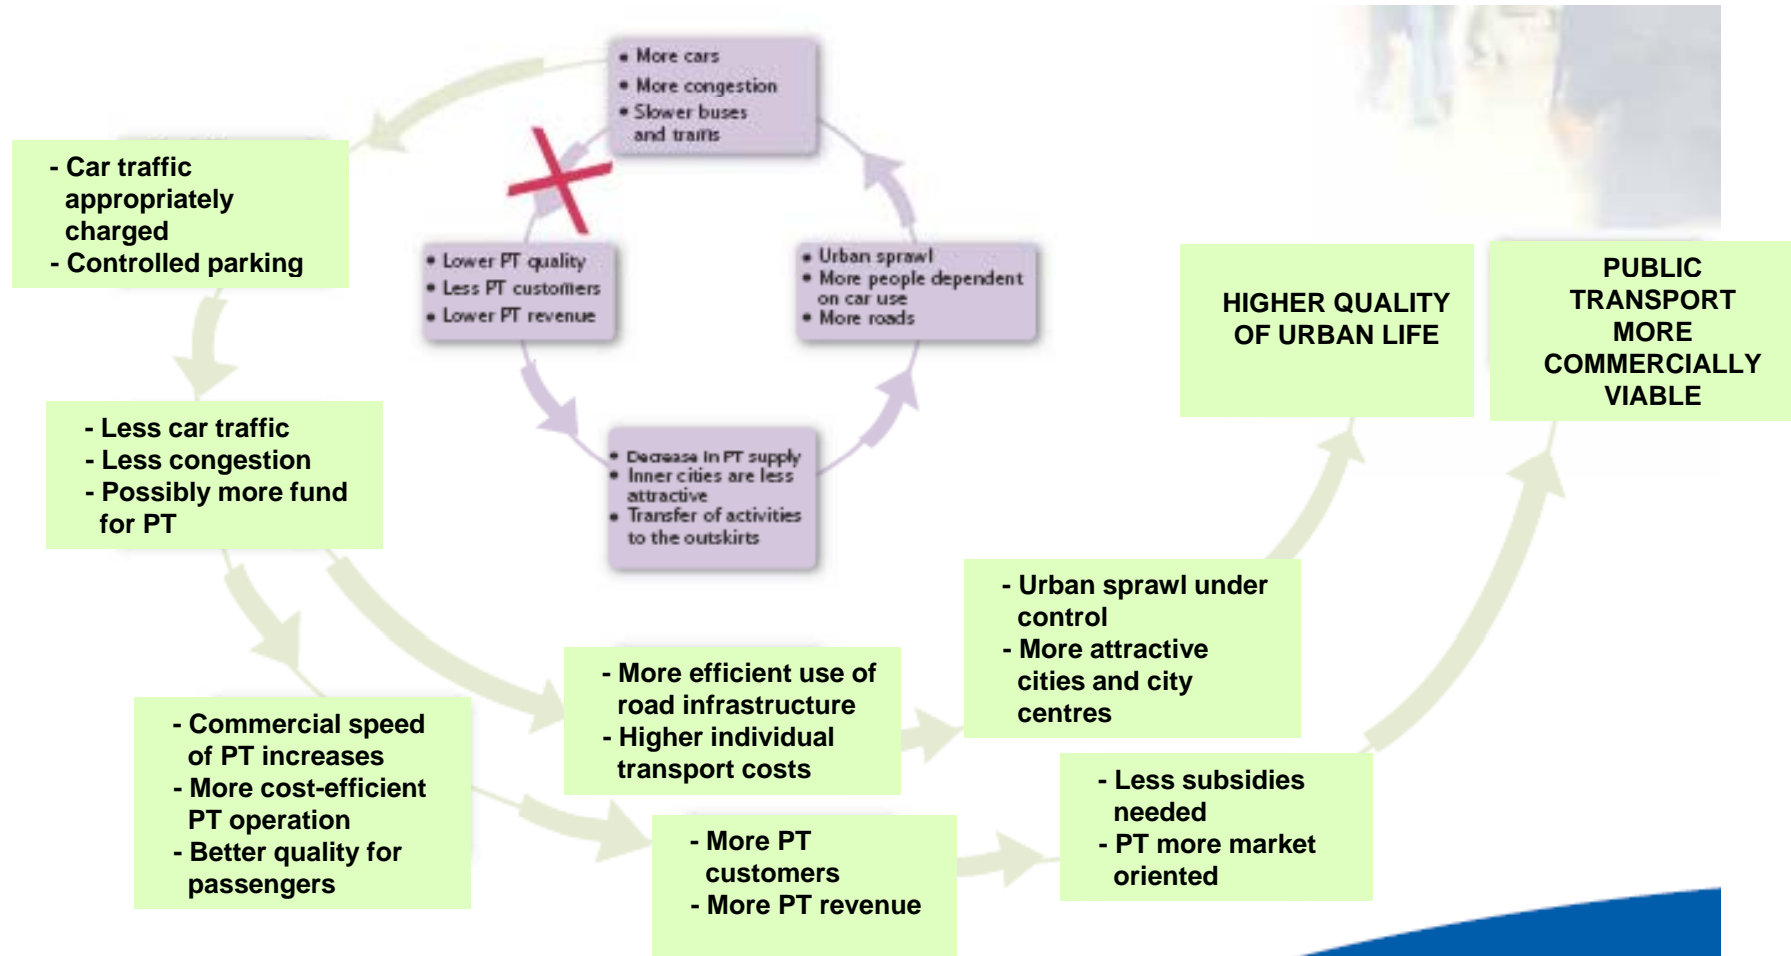 • More cars
• More congestion
• Slower buses
and trams
- Car traffic
appropriately
charged
- Controlled parking
• Lower PT quality
• Less PT customers
• Lower PT revenue
• Urban sprawl
• More people dependent
on car use
• More roads
HIGHER QUALITY
OF URBAN LIFE
PUBLIC
TRANSPORT
MORE
COMMERCIALLY
VIABLE
- Less car traffic
- Less congestion
- Possibly more fund
for PT
• Decrease in PT supply
• Inner cities are less
attractive
• Transfer of activities
to the outskirts
- Urban sprawl under
control
- More attractive
cities and city
centres
- More efficient use of
road infrastructure
- Higher individual
transport costs
- Commercial speed
of PT increases
- More cost-efficient
PT operation
- Better quality for
passengers
- Less subsidies
needed
- PT more market
oriented
- More PT
customers
- More PT revenue